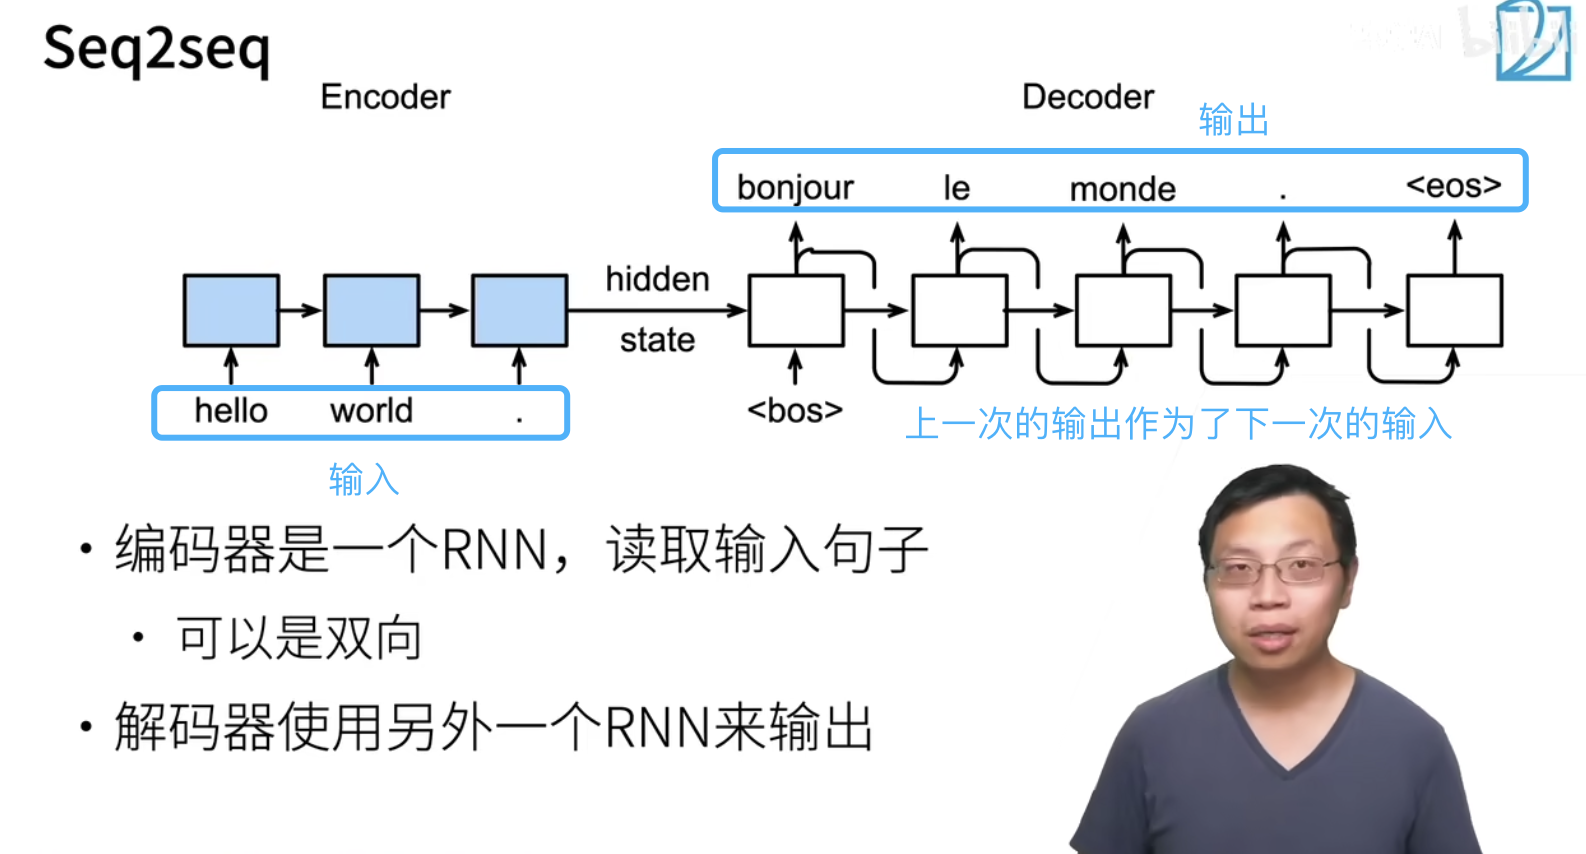 Seq2seq
bilibili
Encoder
Decoder
输出
bonjour le monde . <eos>
hidden
state
hello world .
<bos>
上一次的输出作为了下一次的输入
输入
• 编码器是一个RNN，读取输入句子
• 可以是双向
• 解码器使用另外一个RNN来输出